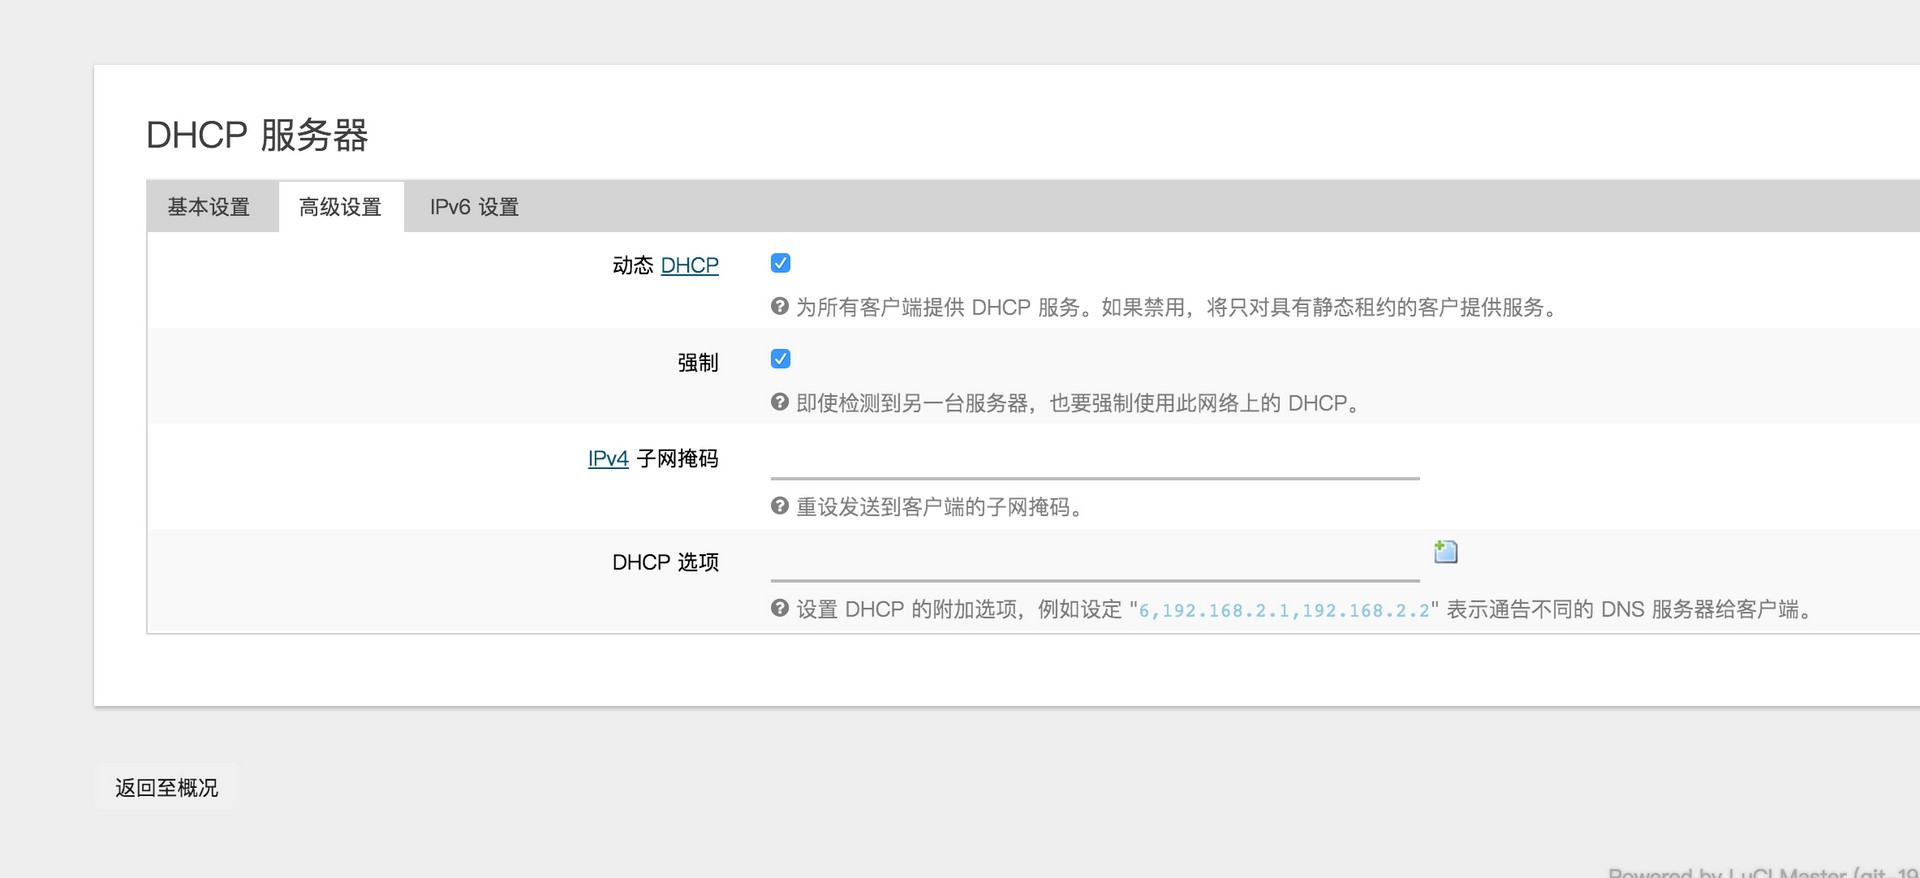 DHCP 服务器
基本设置 高级设置 IPv6 设置
动态 DHCP
为所有客户端提供 DHCP 服务。如果禁用，将只对具有静态租约的客户提供服务。
强制
即使检测到另一台服务器，也要强制使用此网络上的 DHCP。
IPv4 子网掩码
重设发送到客户端的子网掩码。
DHCP 选项
设置 DHCP 的附加选项，例如设定 "6,192.168.2.1,192.168.2.2" 表示通告不同的 DNS 服务器给客户端。
返回至概况
Powered by LuCI Master (git-19